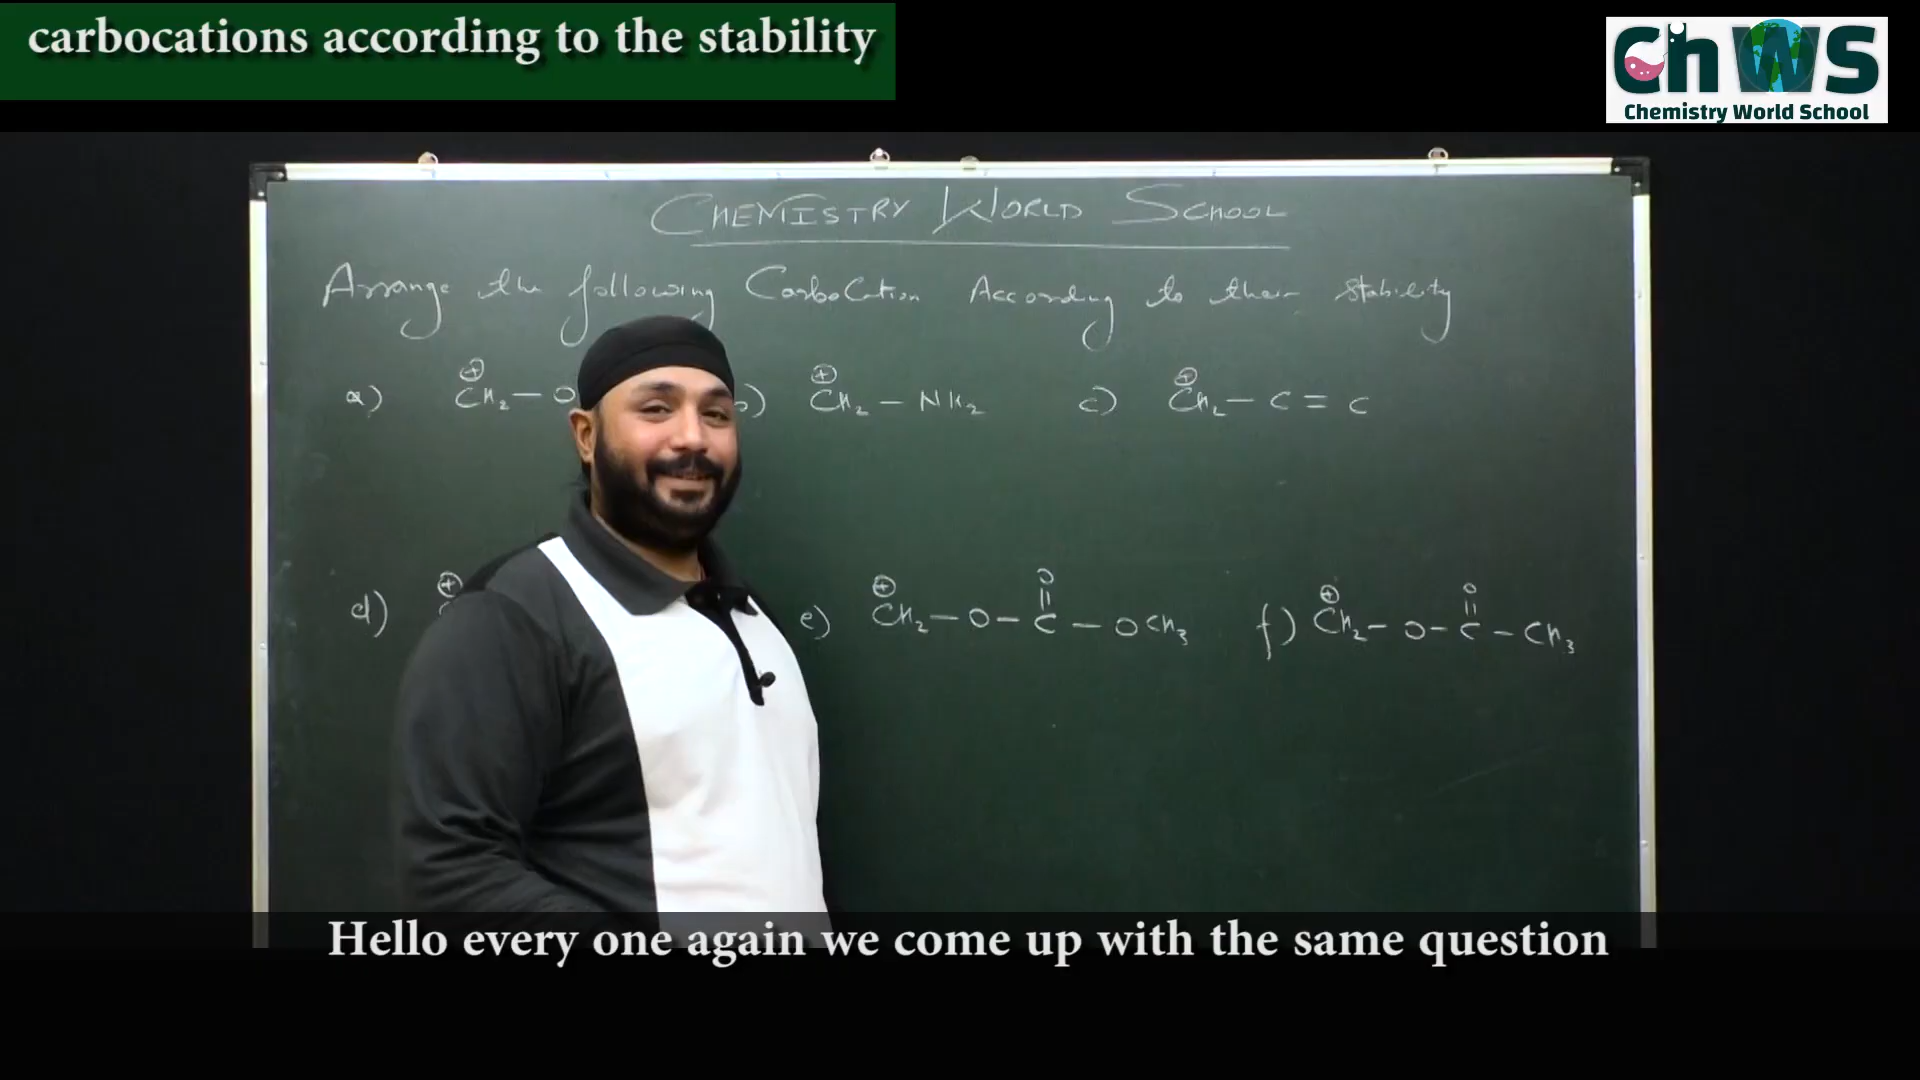 carbocations according to the stability
ChWS
Chemistry World School
CHEMISTRY WORLD SCHOOL
Arrange the following CarboCation According to their stability
a) ⊕CH₂ — O b) ⊕CH₂ — NH₂ c) ⊕CH₂ — C = C
d) ⊕ e) ⊕CH₂ — O — C(=O) — OCH₃ f) ⊕CH₂ — O — C(=O) — CH₃
Hello every one again we come up with the same question